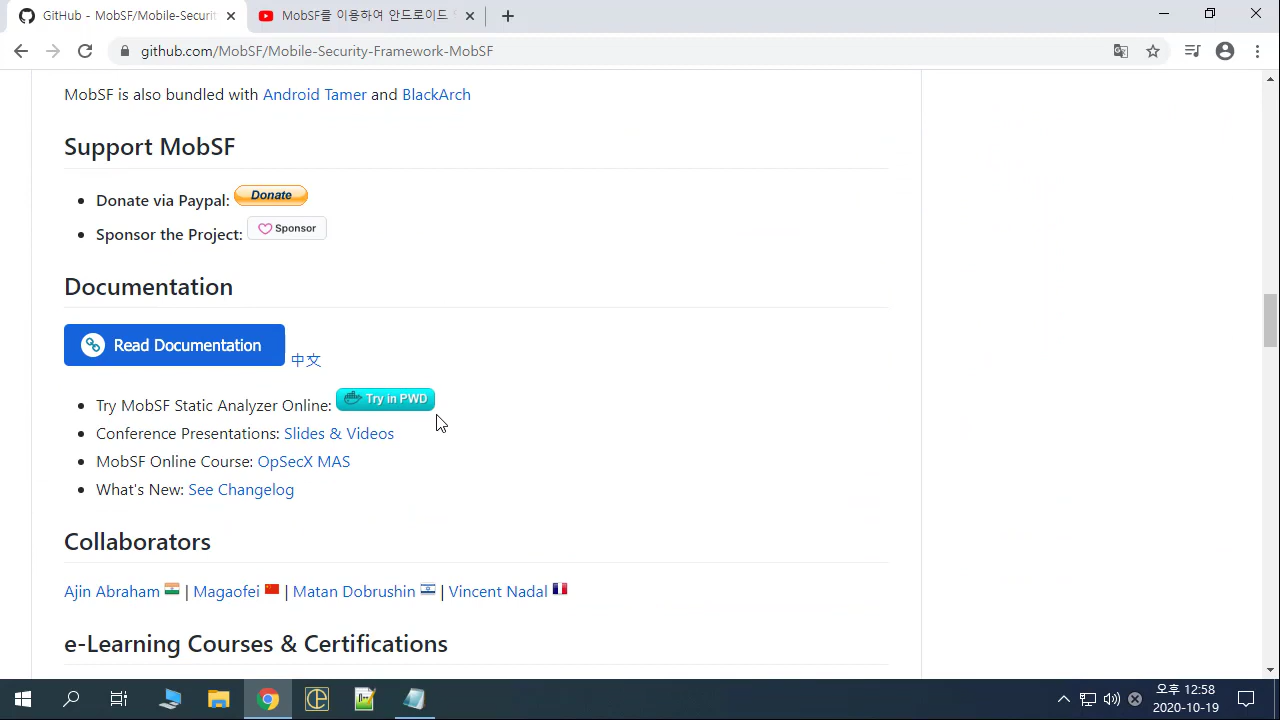 GitHub - MobSF/Mobile-Securit
MobSF를 이용하여 안드로이드
github.com/MobSF/Mobile-Security-Framework-MobSF
MobSF is also bundled with Android Tamer and BlackArch
Support MobSF
Donate via Paypal: Donate
Sponsor the Project: Sponsor
Documentation
Read Documentation 中文
Try MobSF Static Analyzer Online: Try in PWD
Conference Presentations: Slides & Videos
MobSF Online Course: OpSecX MAS
What's New: See Changelog
Collaborators
Ajin Abraham | Magaofei | Matan Dobrushin | Vincent Nadal
e-Learning Courses & Certifications
오후 12:58
2020-10-19